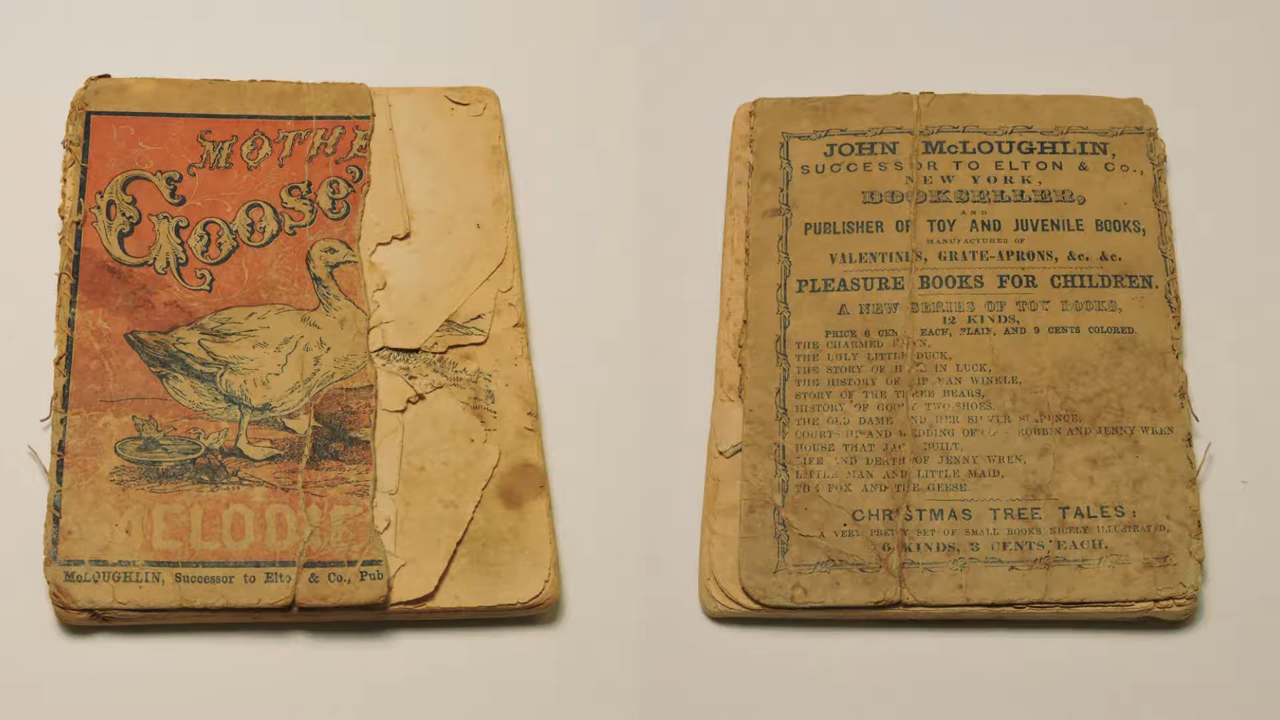 MOTHE
GOOSE'
MELODIE
McLOUGHLIN, Successor to Elto & Co., Pub
JOHN McLOUGHLIN,
SUCCESSOR TO ELTON & Co.,
NEW YORK,
BOOKSELLER,
AND
PUBLISHER OF TOY AND JUVENILE BOOKS,
MANUFACTURER OF
VALENTINES, GRATE-APRONS, &c. &c.
PLEASURE BOOKS FOR CHILDREN.
A NEW SERIES OF TOY BOOKS,
12 KINDS,
PRICE 6 CEN EACH, PLAIN, AND 9 CENTS COLORED.
THE CHARMED FAWN,
THE UGLY LITTLE DUCK,
THE STORY OF H IN LUCK,
THE HISTORY OF RIP VAN WINKLE,
STORY OF THE THREE BEARS,
HISTORY OF GOODY TWO SHOES.
THE OLD DAME AND HER SILVER SIXPENCE,
COURTSHIP AND WEDDING OF ROBBIN AND JENNY WREN
HOUSE THAT JACK BUILT,
LIFE AND DEATH OF JENNY WREN,
LITTLE MAN AND LITTLE MAID,
THE FOX AND THE GEESE.
CHRISTMAS TREE TALES:
A VERY PRETTY SET OF SMALL BOOKS NICELY ILLUSTRATED,
6 KINDS, 3 CENTS EACH.